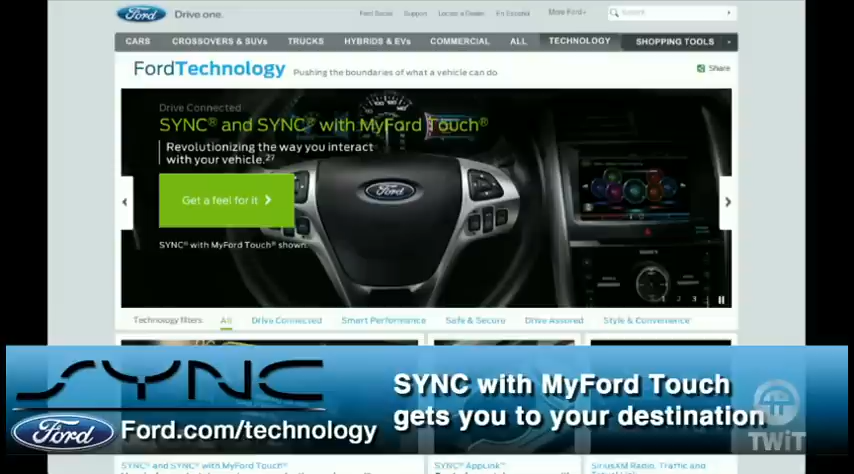 Ford Drive one.
Ford Social Support Locate a Dealer En Español More Ford
Search
CARS CROSSOVERS & SUVs TRUCKS HYBRIDS & EVs COMMERCIAL ALL TECHNOLOGY SHOPPING TOOLS
FordTechnology Pushing the boundaries of what a vehicle can do
Share
Drive Connected
SYNC® and SYNC® with MyFord Touch®
Revolutionizing the way you interact
with your vehicle.27
Get a feel for it
Ford
SYNC® with MyFord Touch® shown.
1 2 3
Technology filters: All Drive Connected Smart Performance Safe & Secure Drive Assured Style & Convenience
SYNC
Ford
Ford.com/technology
SYNC with MyFord Touch
gets you to your destination
TWiT
SYNC® and SYNC® with MyFord Touch® SYNC® AppLink™ SiriusXM Radio, Traffic and